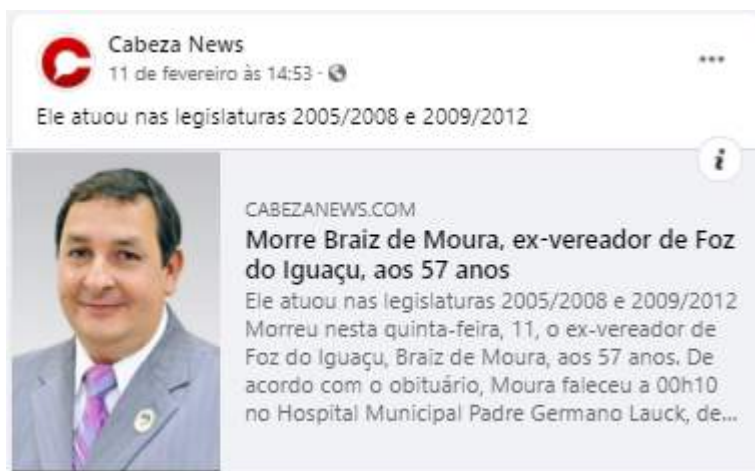 Cabeza News
11 de fevereiro às 14:53 ·
Ele atuou nas legislaturas 2005/2008 e 2009/2012
CABEZANEWS.COM
Morre Braiz de Moura, ex-vereador de Foz
do Iguaçu, aos 57 anos
Ele atuou nas legislaturas 2005/2008 e 2009/2012
Morreu nesta quinta-feira, 11, o ex-vereador de
Foz do Iguaçu, Braiz de Moura, aos 57 anos. De
acordo com o obituário, Moura faleceu a 00h10
no Hospital Municipal Padre Germano Lauck, de...